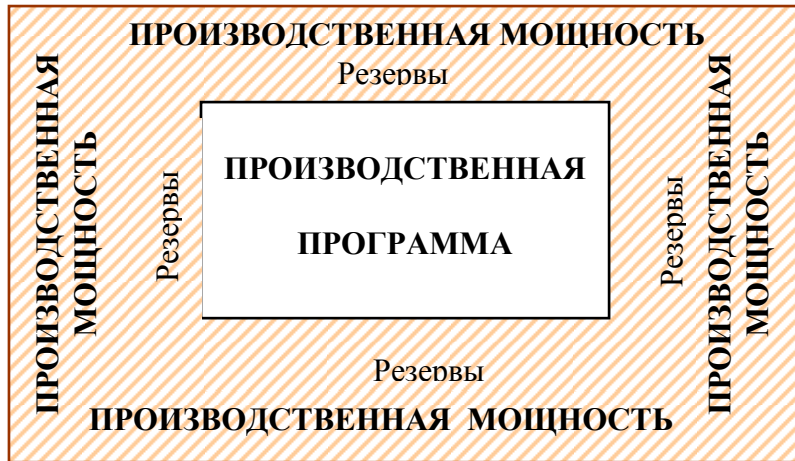 ПРОИЗВОДСТВЕННАЯ МОЩНОСТЬ
Резервы
ПРОИЗВОДСТВЕННАЯ
МОЩНОСТЬ
Резервы
ПРОИЗВОДСТВЕННАЯ
ПРОГРАММА
Резервы
ПРОИЗВОДСТВЕННАЯ
МОЩНОСТЬ
Резервы
ПРОИЗВОДСТВЕННАЯ МОЩНОСТЬ